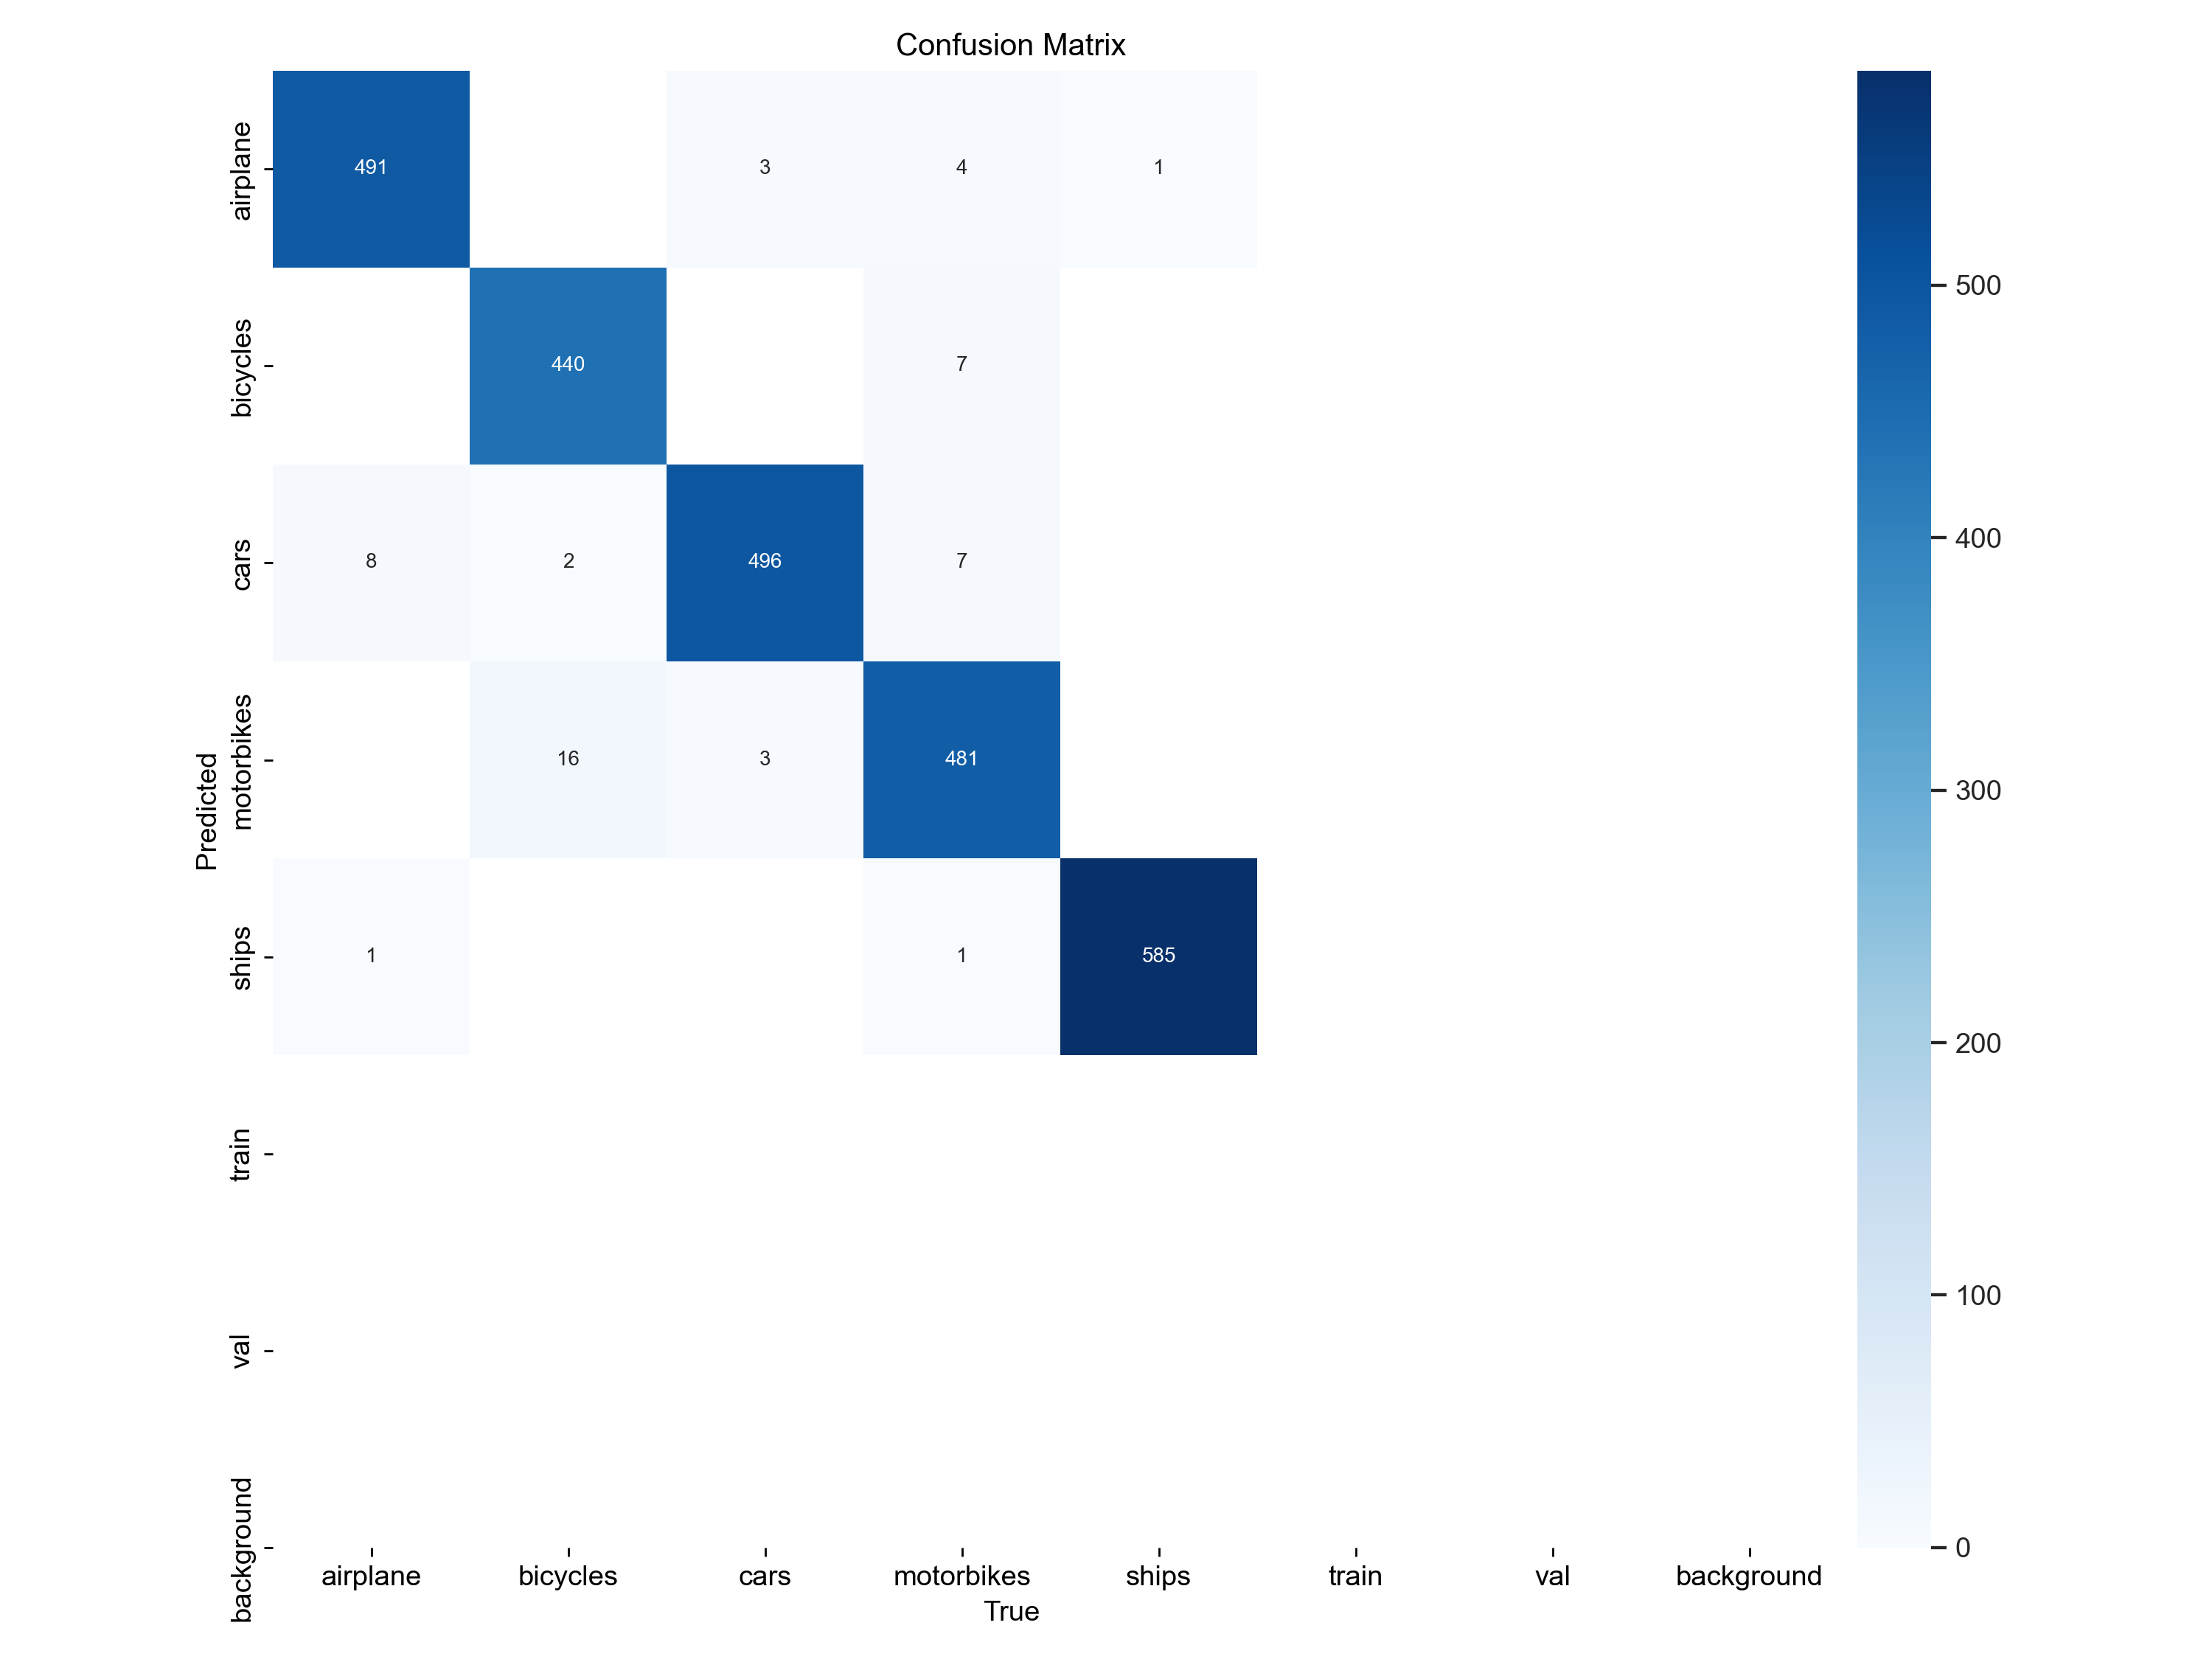 Confusion Matrix
airplane
491
3
4
1
bicycles
440
7
cars
8
2
496
7
motorbikes
16
3
481
ships
1
1
585
train
val
background
Predicted
airplane
bicycles
cars
motorbikes
ships
train
val
background
True
500
400
300
200
100
0